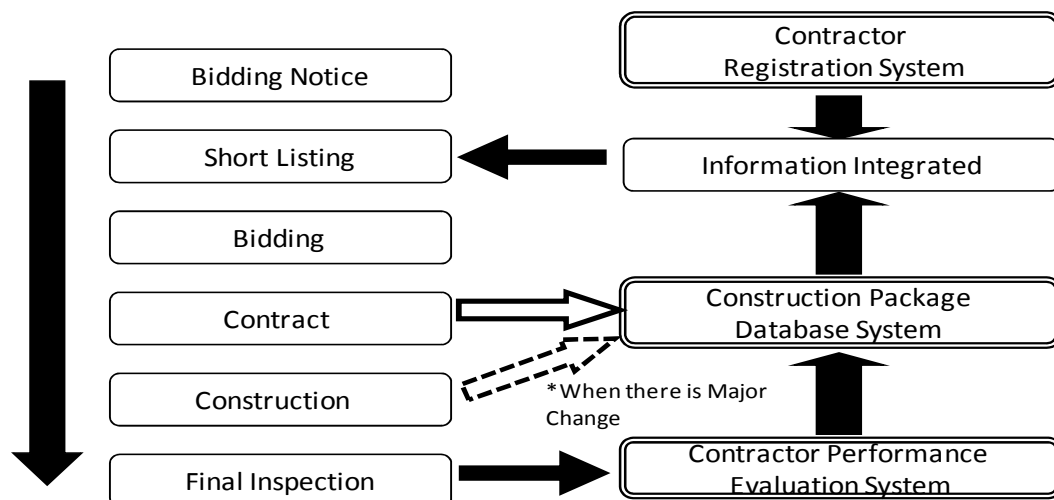 Bidding Notice
Short Listing
Bidding
Contract
Construction
Final Inspection
Contractor
Registration System
Information Integrated
Construction Package
Database System
*When there is Major
Change
Contractor Performance
Evaluation System